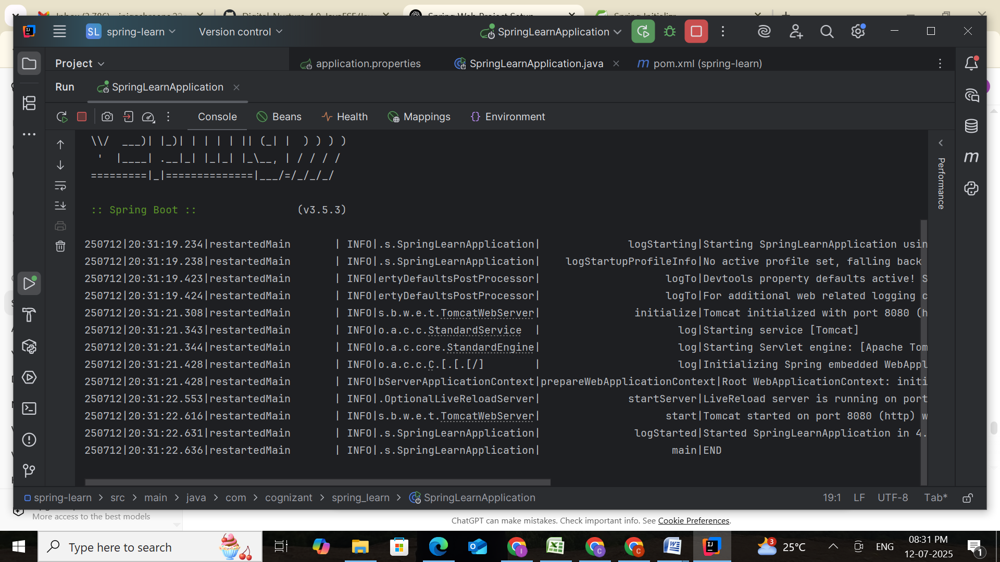 SL spring-learn Version control SpringLearnApplication
Project application.properties SpringLearnApplication.java pom.xml (spring-learn)
Run SpringLearnApplication
Console Beans Health Mappings Environment
Performance
\\/  ___)| |_)| | | | | || (_| |  ) ) ) )
'  |____| .__|_| |_|_| |_\__, | / / / /
=========|_|==============|___/=/_/_/_/
:: Spring Boot :: (v3.5.3)
250712|20:31:19.234|restartedMain | INFO|.s.SpringLearnApplication| logStarting|Starting SpringLearnApplication usin
250712|20:31:19.238|restartedMain | INFO|.s.SpringLearnApplication| logStartupProfileInfo|No active profile set, falling back
250712|20:31:19.423|restartedMain | INFO|ertyDefaultsPostProcessor| logTo|Devtools property defaults active! S
250712|20:31:19.424|restartedMain | INFO|ertyDefaultsPostProcessor| logTo|For additional web related logging c
250712|20:31:21.308|restartedMain | INFO|s.b.w.e.t.TomcatWebServer| initialize|Tomcat initialized with port 8080 (h
250712|20:31:21.343|restartedMain | INFO|o.a.c.c.StandardService | log|Starting service [Tomcat]
250712|20:31:21.344|restartedMain | INFO|o.a.c.core.StandardEngine| log|Starting Servlet engine: [Apache Tom
250712|20:31:21.428|restartedMain | INFO|o.a.c.c.C.[.[.[/] | log|Initializing Spring embedded WebAppl
250712|20:31:21.428|restartedMain | INFO|bServerApplicationContext|prepareWebApplicationContext|Root WebApplicationContext: initi
250712|20:31:22.553|restartedMain | INFO|.OptionalLiveReloadServer| startServer|LiveReload server is running on port
250712|20:31:22.616|restartedMain | INFO|s.b.w.e.t.TomcatWebServer| start|Tomcat started on port 8080 (http) w
250712|20:31:22.631|restartedMain | INFO|.s.SpringLearnApplication| logStarted|Started SpringLearnApplication in 4.
250712|20:31:22.636|restartedMain | INFO|.s.SpringLearnApplication| main|END
spring-learn > src > main > java > com > cognizant > spring_learn > SpringLearnApplication 19:1 LF UTF-8 Tab*
More access to the best models
ChatGPT can make mistakes. Check important info. See Cookie Preferences.
Type here to search 3 25°C ENG 08:31 PM
12-07-2025 1